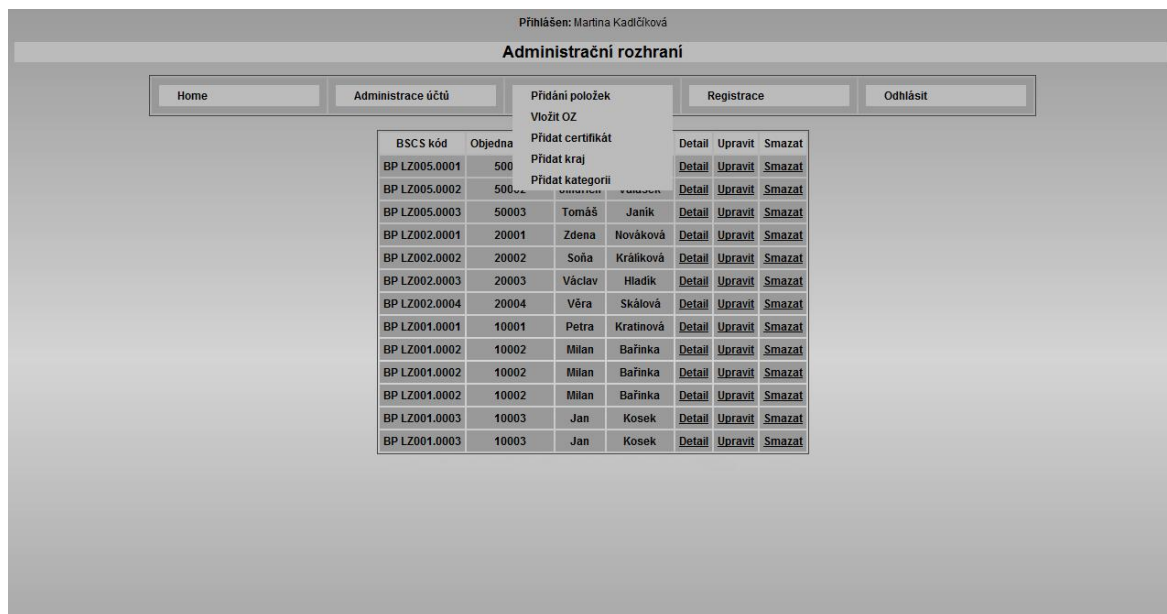 Přihlášen: Martina Kadlčíková
Administrační rozhraní
Home Administrace účtů Přidání položek Registrace Odhlásit
Vložit OZ
Přidat certifikát
Přidat kraj
Přidat kategorii
BSCS kód Detail Upravit Smazat
BP LZ005.0001 Detail Upravit Smazat
BP LZ005.0002 Detail Upravit Smazat
BP LZ005.0003 50003 Tomáš Janík Detail Upravit Smazat
BP LZ002.0001 20001 Zdena Nováková Detail Upravit Smazat
BP LZ002.0002 20002 Soňa Králíková Detail Upravit Smazat
BP LZ002.0003 20003 Václav Hladík Detail Upravit Smazat
BP LZ002.0004 20004 Věra Skálová Detail Upravit Smazat
BP LZ001.0001 10001 Petra Kratinová Detail Upravit Smazat
BP LZ001.0002 10002 Milan Bařinka Detail Upravit Smazat
BP LZ001.0002 10002 Milan Bařinka Detail Upravit Smazat
BP LZ001.0002 10002 Milan Bařinka Detail Upravit Smazat
BP LZ001.0003 10003 Jan Kosek Detail Upravit Smazat
BP LZ001.0003 10003 Jan Kosek Detail Upravit Smazat